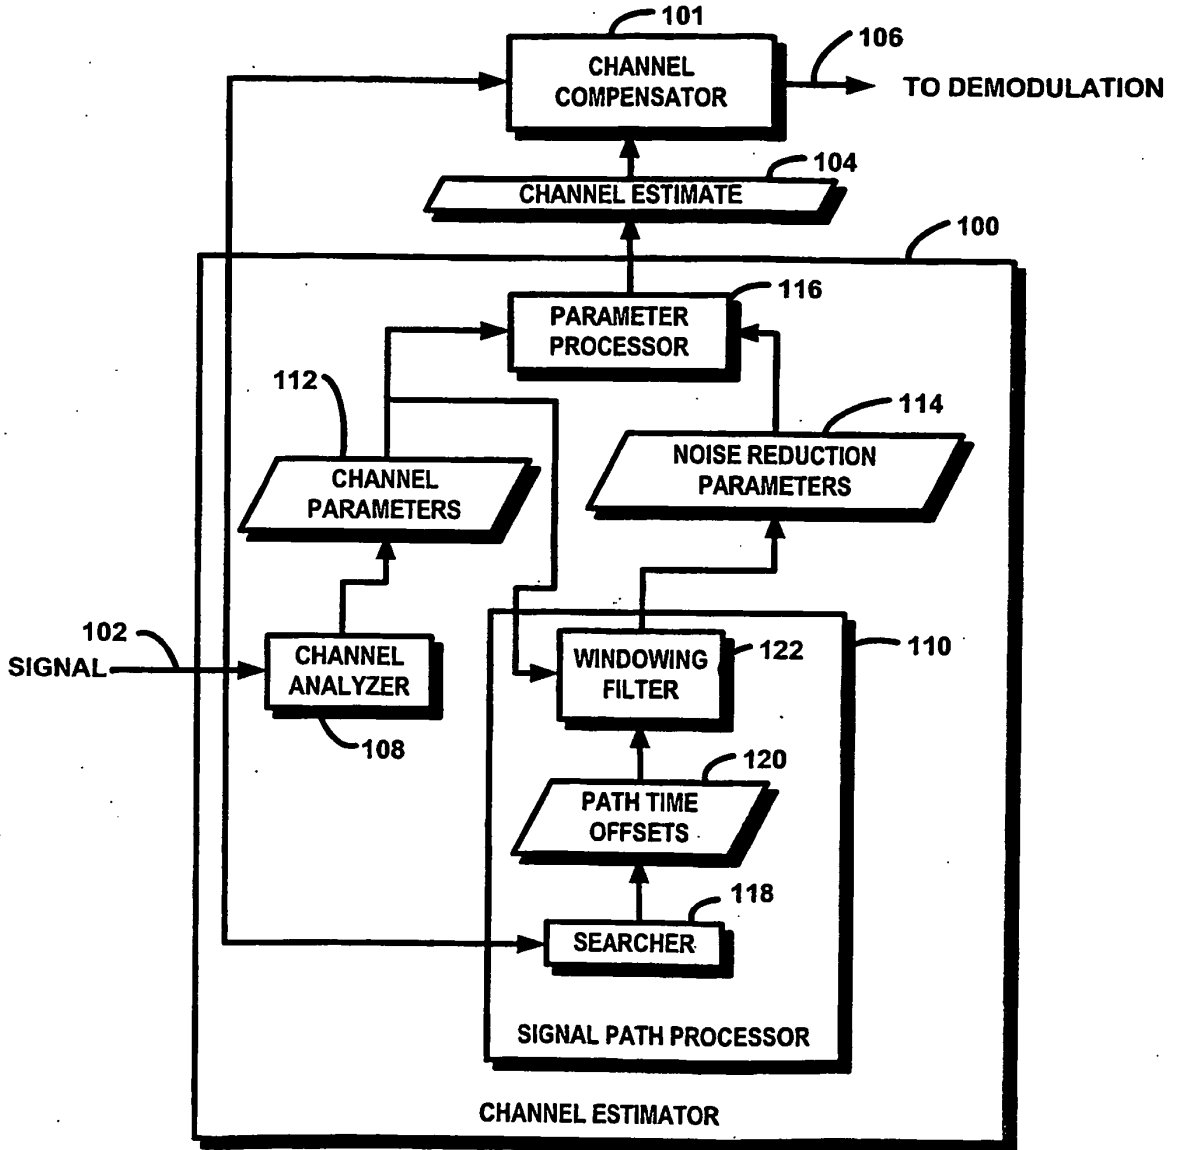 101
CHANNEL
COMPENSATOR
106
TO DEMODULATION
104
CHANNEL ESTIMATE
100
116
PARAMETER
PROCESSOR
112
CHANNEL
PARAMETERS
114
NOISE REDUCTION
PARAMETERS
102
SIGNAL
CHANNEL
ANALYZER
108
WINDOWING
FILTER
122
110
120
PATH TIME
OFFSETS
118
SEARCHER
SIGNAL PATH PROCESSOR
CHANNEL ESTIMATOR